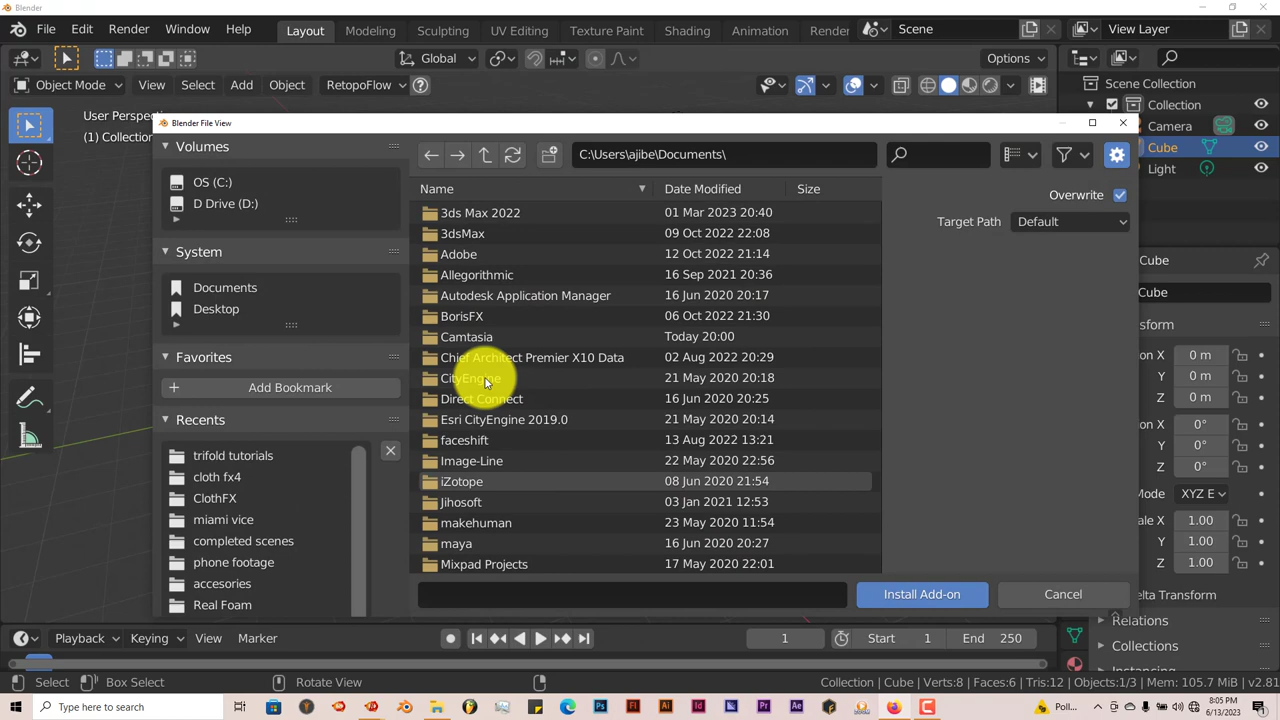 Blender
File Edit Render Window Help Layout Modeling Sculpting UV Editing Texture Paint Shading Animation Scene View Layer
Global Options
Object Mode View Select Add Object RetopoFlow Scene Collection
User Perspective
(1) Collection
Collection
Camera
Cube
Light
Blender File View
Volumes
OS (C:)
D Drive (D:)
System
Documents
Desktop
Favorites
Add Bookmark
Recents
trifold tutorials
cloth fx4
ClothFX
miami vice
completed scenes
phone footage
accesories
Real Foam
C:\Users\ajibe\Documents\
Name Date Modified Size
3ds Max 2022 01 Mar 2023 20:40
3dsMax 09 Oct 2022 22:08
Adobe 12 Oct 2022 21:14
Allegorithmic 16 Sep 2021 20:36
Autodesk Application Manager 16 Jun 2020 20:17
BorisFX 06 Oct 2022 21:30
Camtasia Today 20:00
Chief Architect Premier X10 Data 02 Aug 2022 20:29
CityEngine 21 May 2020 20:18
Direct Connect 16 Jun 2020 20:25
Esri CityEngine 2019.0 21 May 2020 20:14
faceshift 13 Aug 2022 13:21
Image-Line 22 May 2020 22:56
iZotope 08 Jun 2020 21:54
Jihosoft 03 Jan 2021 12:53
makehuman 23 May 2020 11:54
maya 16 Jun 2020 20:27
Mixpad Projects 17 May 2020 22:01
Overwrite
Target Path Default
Install Add-on Cancel
Cube
Cube
nsform
on X 0 m
Y 0 m
Z 0 m
on X 0°
Y 0°
Z 0°
Mode XYZ E
ale X 1.00
Y 1.00
Z 1.00
elta Transform
Relations
Collections
Instancing
Playback Keying View Marker 1 Start 1 End 250
Select Box Select Rotate View Collection | Cube | Verts:8 | Faces:6 | Tris:12 | Objects:1/3 | Mem: 105.7 MiB | v2.81
Type here to search
Poll...
8:05 PM
6/13/2023